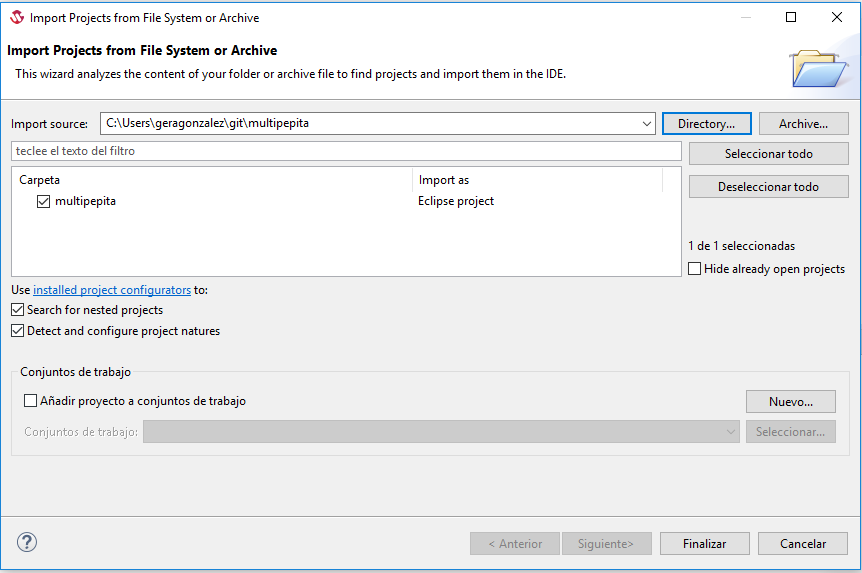 Import Projects from File System or Archive
Import Projects from File System or Archive
This wizard analyzes the content of your folder or archive file to find projects and import them in the IDE.
Import source: C:\Users\geragonzalez\git\multipepita Directory... Archive...
teclee el texto del filtro Seleccionar todo
Carpeta Import as Deseleccionar todo
multipepita Eclipse project
1 de 1 seleccionadas
Hide already open projects
Use installed project configurators to:
Search for nested projects
Detect and configure project natures
Conjuntos de trabajo
Añadir proyecto a conjuntos de trabajo Nuevo...
Conjuntos de trabajo: Seleccionar...
? < Anterior Siguiente> Finalizar Cancelar